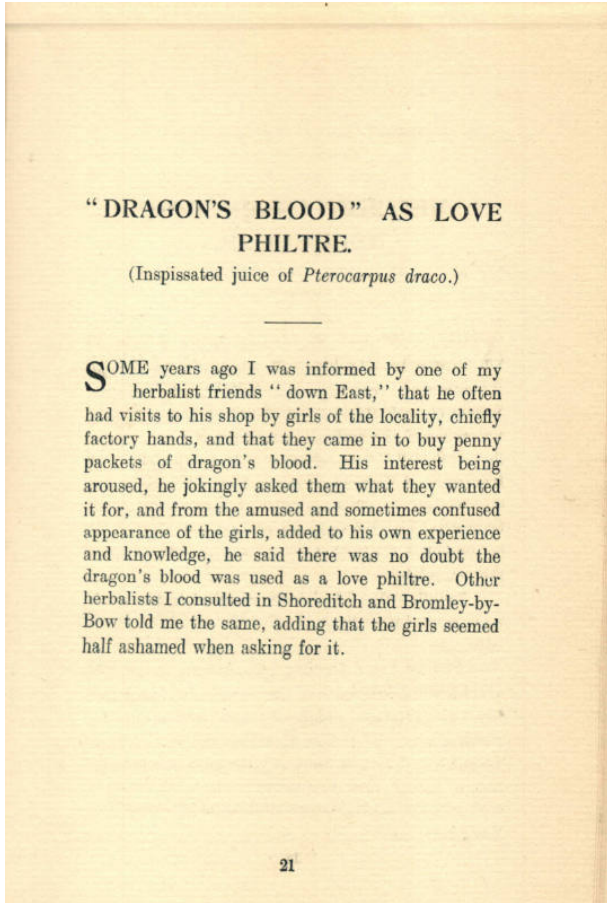 “DRAGON'S BLOOD” AS LOVE
PHILTRE.
(Inspissated juice of Pterocarpus draco.)
SOME years ago I was informed by one of my
herbalist friends “ down East,” that he often
had visits to his shop by girls of the locality, chiefly
factory hands, and that they came in to buy penny
packets of dragon's blood. His interest being
aroused, he jokingly asked them what they wanted
it for, and from the amused and sometimes confused
appearance of the girls, added to his own experience
and knowledge, he said there was no doubt the
dragon's blood was used as a love philtre. Other
herbalists I consulted in Shoreditch and Bromley-by-
Bow told me the same, adding that the girls seemed
half ashamed when asking for it.
21